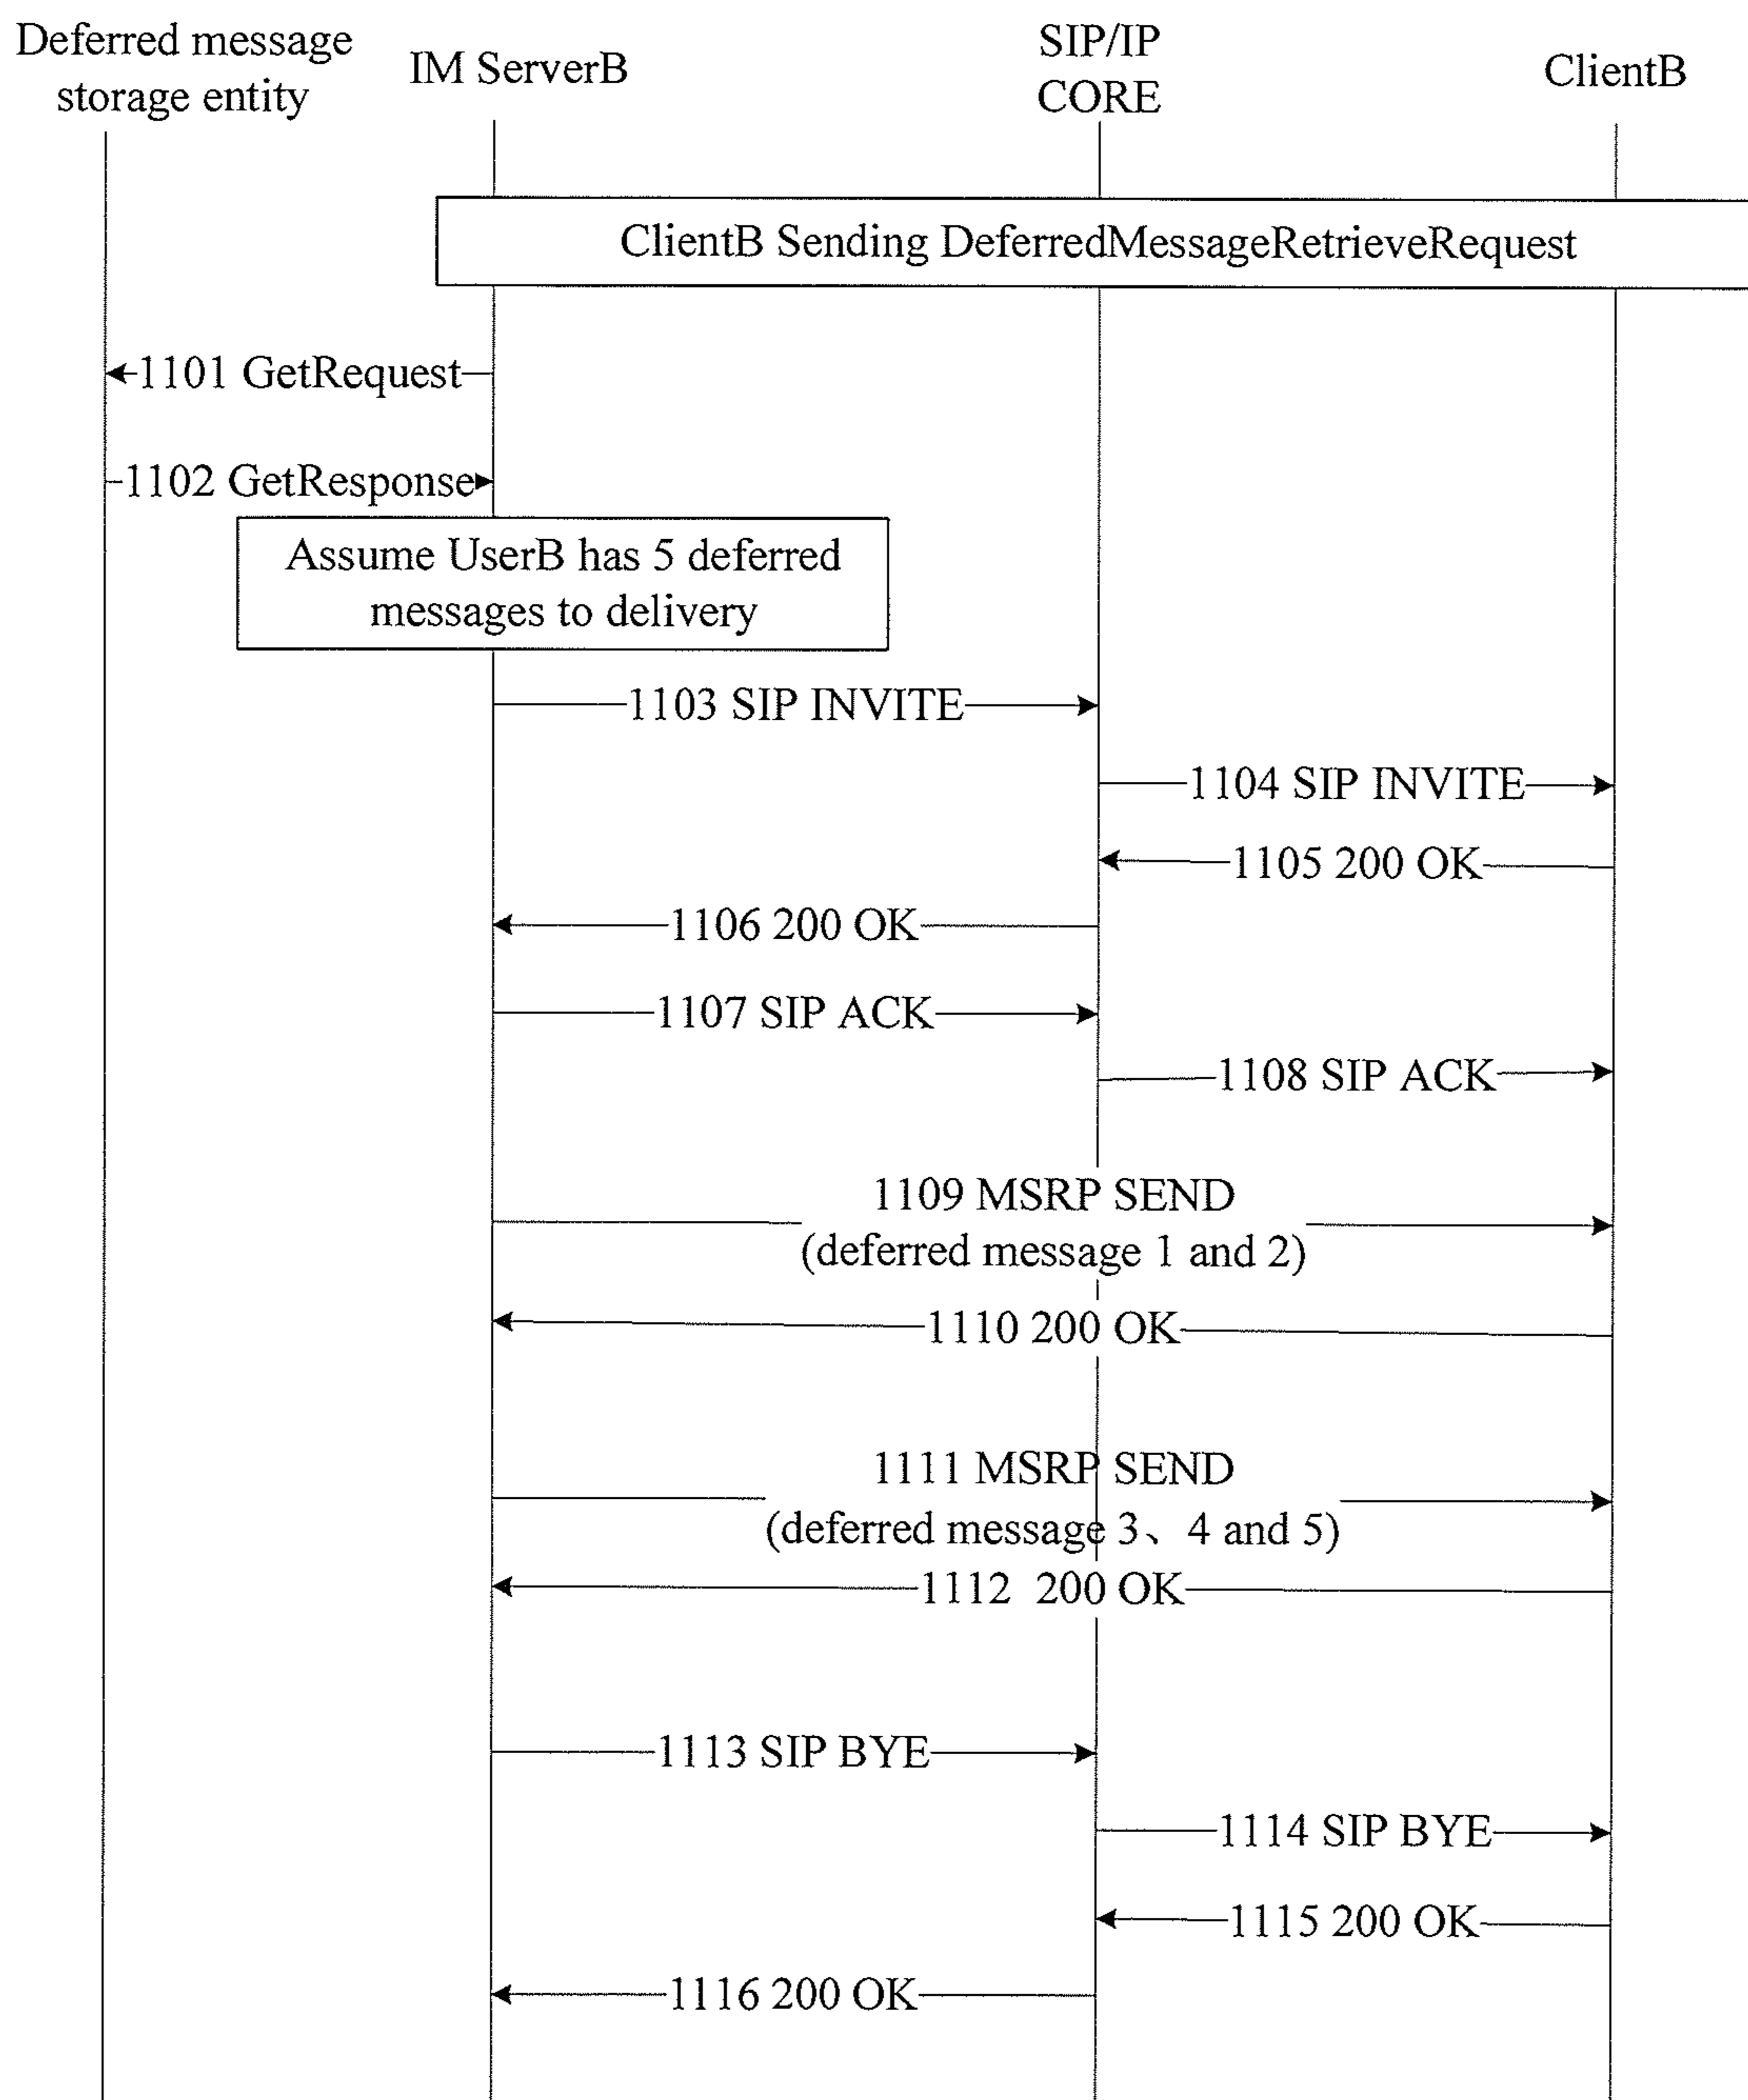 Deferred message
storage entity
IM ServerB
SIP/IP
CORE
ClientB
ClientB Sending DeferredMessageRetrieveRequest
1101 GetRequest
1102 GetResponse
Assume UserB has 5 deferred
messages to delivery
1103 SIP INVITE
1104 SIP INVITE
1105 200 OK
1106 200 OK
1107 SIP ACK
1108 SIP ACK
1109 MSRP SEND
(deferred message 1 and 2)
1110 200 OK
1111 MSRP SEND
(deferred message 3、4 and 5)
1112 200 OK
1113 SIP BYE
1114 SIP BYE
1115 200 OK
1116 200 OK